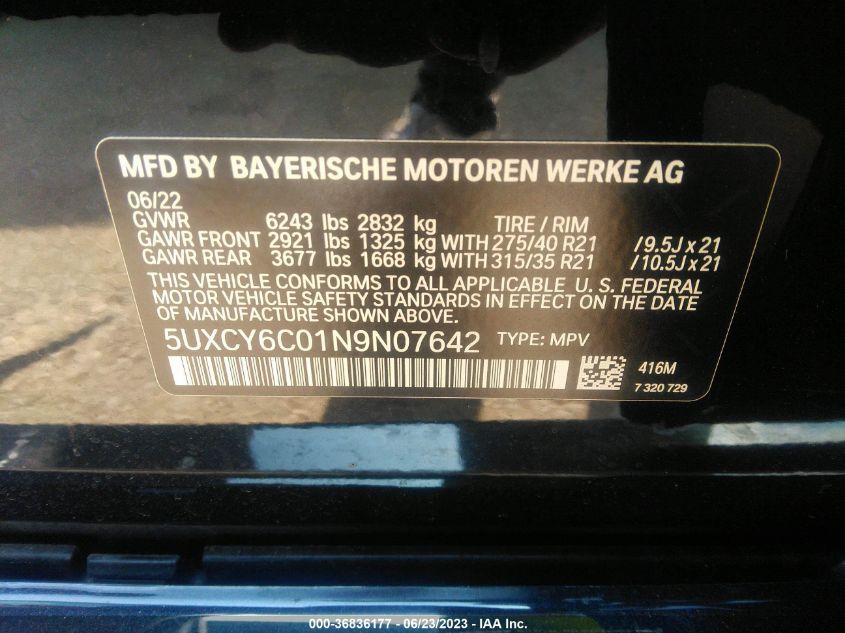 MFD BY BAYERISCHE MOTOREN WERKE AG
06/22
GVWR 6243 lbs 2832 kg TIRE / RIM
GAWR FRONT 2921 lbs 1325 kg WITH 275/40 R21 /9.5J x 21
GAWR REAR 3677 lbs 1668 kg WITH 315/35 R21 /10.5J x 21
THIS VEHICLE CONFORMS TO ALL APPLICABLE U. S. FEDERAL
MOTOR VEHICLE SAFETY STANDARDS IN EFFECT ON THE DATE
OF MANUFACTURE SHOWN ABOVE.
5UXCY6C01N9N07642 TYPE: MPV
416M
7 320 729
000-36836177 - 06/23/2023 - IAA Inc.